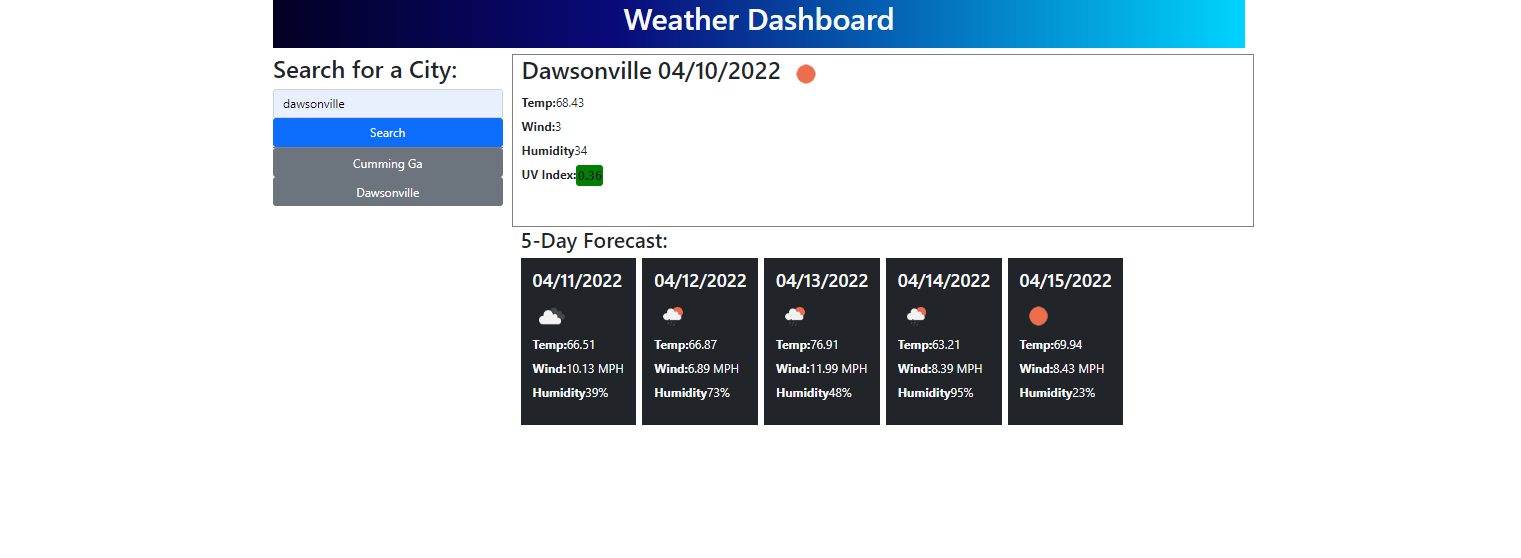 Weather Dashboard
Search for a City:
dawsonville
Search
Cumming Ga
Dawsonville
Dawsonville 04/10/2022
Temp:68.43
Wind:3
Humidity34
UV Index:0.36
5-Day Forecast:
04/11/2022
Temp:66.51
Wind:10.13 MPH
Humidity39%
04/12/2022
Temp:66.87
Wind:6.89 MPH
Humidity73%
04/13/2022
Temp:76.91
Wind:11.99 MPH
Humidity48%
04/14/2022
Temp:63.21
Wind:8.39 MPH
Humidity95%
04/15/2022
Temp:69.94
Wind:8.43 MPH
Humidity23%